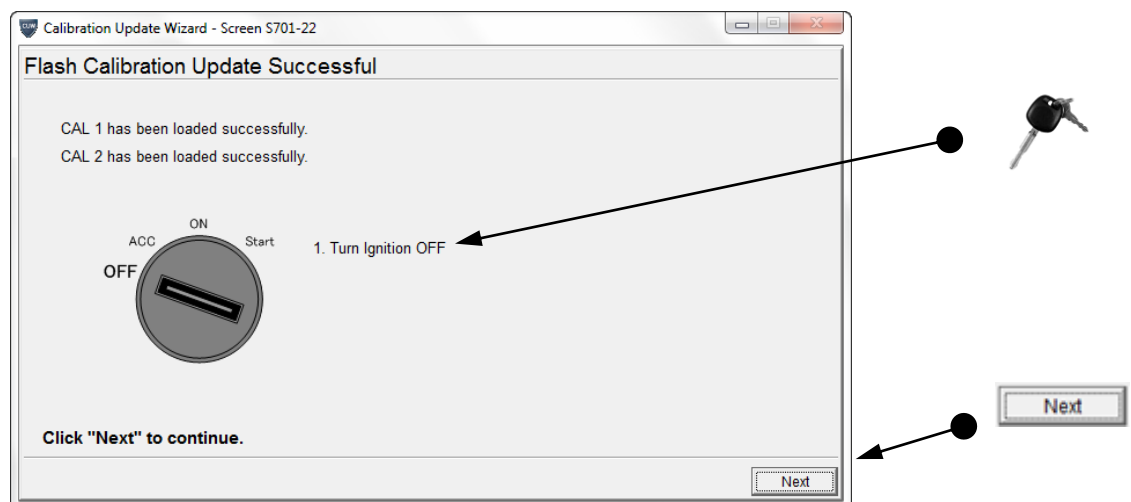 CUW Calibration Update Wizard - Screen S701-22
Flash Calibration Update Successful
CAL 1 has been loaded successfully.
CAL 2 has been loaded successfully.
ON
ACC
Start
OFF
1. Turn Ignition OFF
Next
Click "Next" to continue.
Next